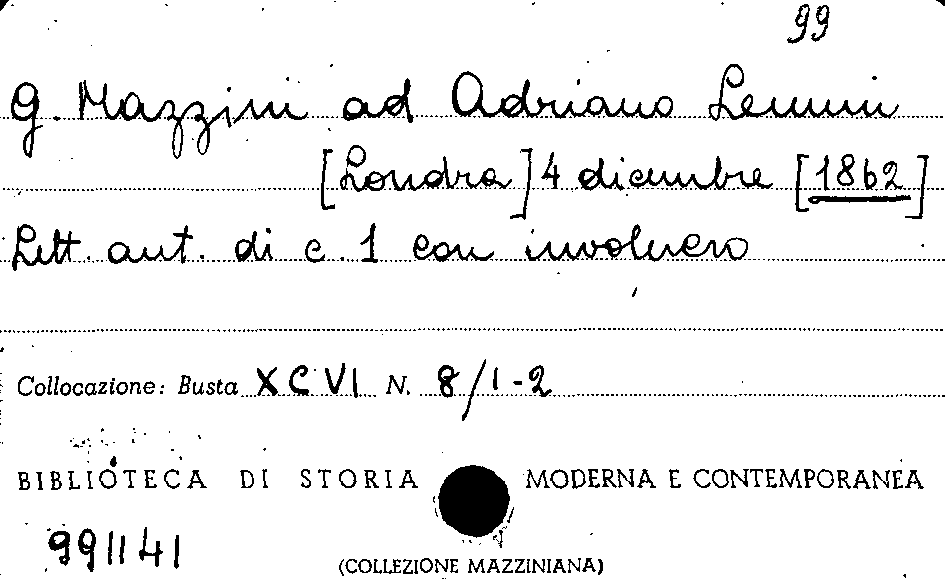 99
G. Mazzini ad Adriano Lemmi
[Londra] 4 dicembre [1862]
Lett. aut. di c. 1 con involucro
Collocazione: Busta XCVI N. 8/1-2
BIBLIOTECA DI STORIA MODERNA E CONTEMPORANEA
991141
(COLLEZIONE MAZZINIANA)